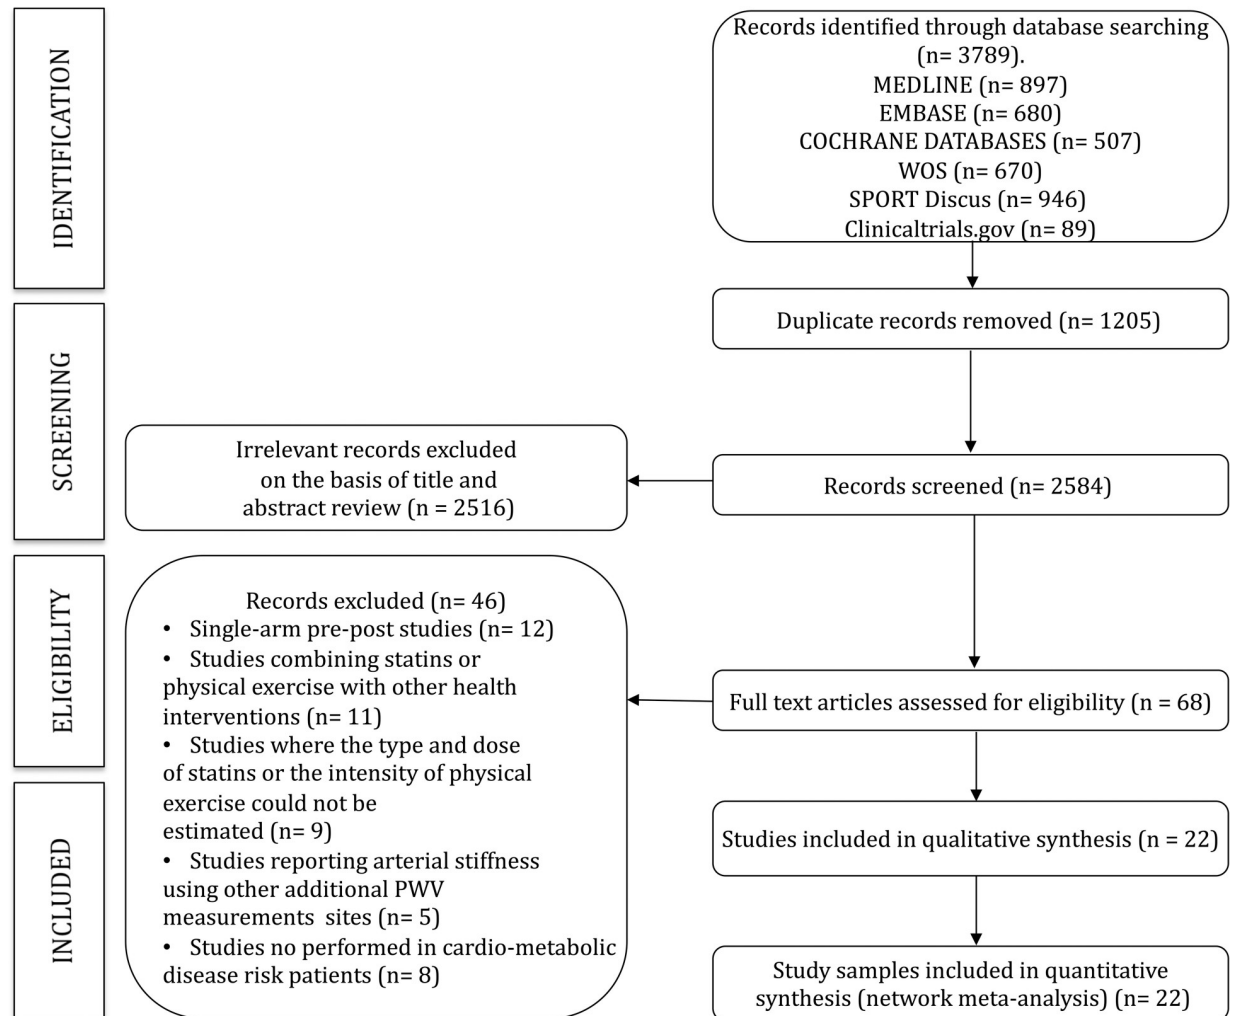 IDENTIFICATION
Records identified through database searching
(n= 3789).
MEDLINE (n= 897)
EMBASE (n= 680)
COCHRANE DATABASES (n= 507)
WOS (n= 670)
SPORT Discus (n= 946)
Clinicaltrials.gov (n= 89)
Duplicate records removed (n= 1205)
SCREENING
Irrelevant records excluded
on the basis of title and
abstract review (n = 2516)
Records screened (n= 2584)
ELIGIBILITY
Records excluded (n= 46)
• Single-arm pre-post studies (n= 12)
• Studies combining statins or
physical exercise with other health
interventions (n= 11)
• Studies where the type and dose
of statins or the intensity of physical
exercise could not be
estimated (n= 9)
• Studies reporting arterial stiffness
using other additional PWV
measurements sites (n= 5)
• Studies no performed in cardio-metabolic
disease risk patients (n= 8)
Full text articles assessed for eligibility (n = 68)
INCLUDED
Studies included in qualitative synthesis (n = 22)
Study samples included in quantitative
synthesis (network meta-analysis) (n= 22)